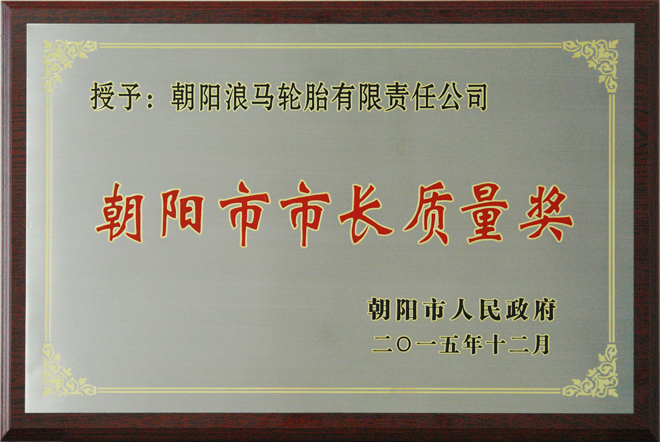 授予：朝阳浪马轮胎有限责任公司
朝阳市市长质量奖
朝阳市人民政府
二〇一五年十二月